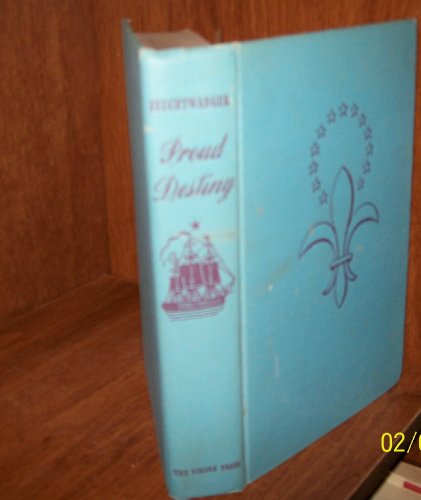 FEUCHTWANGER
Proud
Destiny
THE VIKING PRESS
02/0